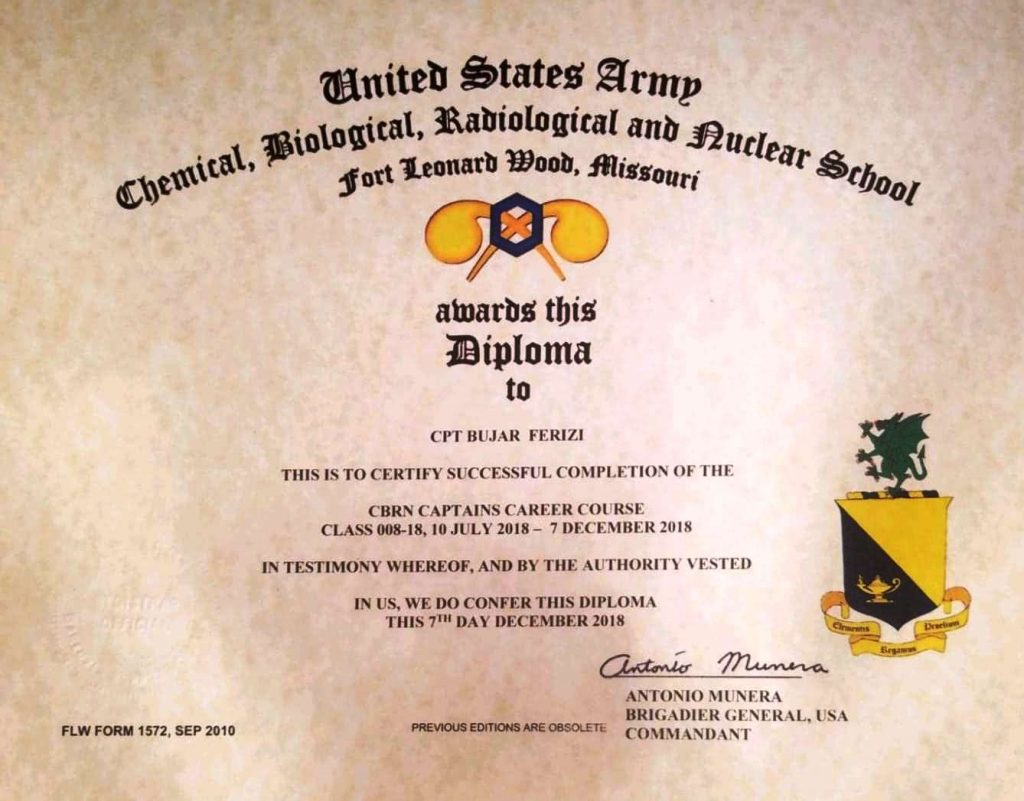 United States Army
Chemical, Biological, Radiological and Nuclear School
Fort Leonard Wood, Missouri
awards this
Diploma
to
CPT BUJAR FERIZI
THIS IS TO CERTIFY SUCCESSFUL COMPLETION OF THE
CBRN CAPTAINS CAREER COURSE
CLASS 008-18, 10 JULY 2018 – 7 DECEMBER 2018
IN TESTIMONY WHEREOF, AND BY THE AUTHORITY VESTED
IN US, WE DO CONFER THIS DIPLOMA
THIS 7TH DAY DECEMBER 2018
Elementis Regamus Proelium
Antonio Munera
ANTONIO MUNERA
BRIGADIER GENERAL, USA
COMMANDANT
FLW FORM 1572, SEP 2010
PREVIOUS EDITIONS ARE OBSOLETE